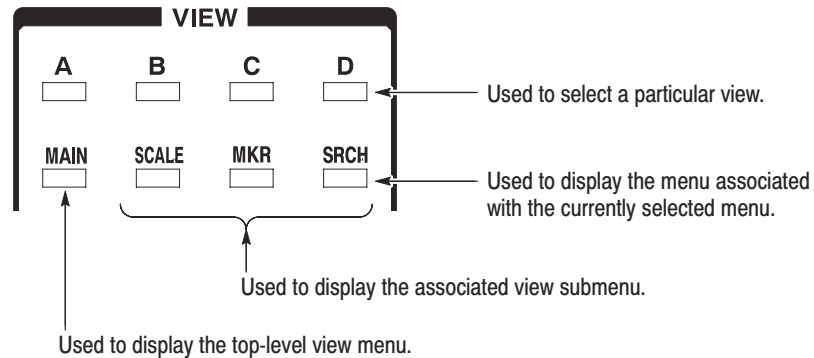 VIEW
A B C D
Used to select a particular view.
MAIN SCALE MKR SRCH
Used to display the menu associated
with the currently selected menu.
Used to display the associated view submenu.
Used to display the top-level view menu.